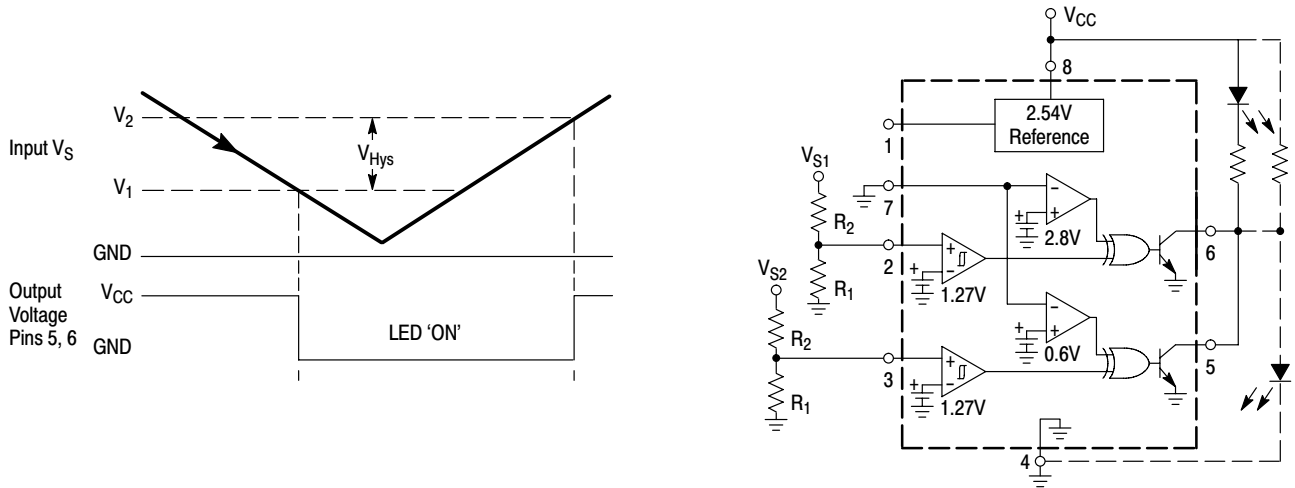 V2
VHys
Input VS
V1
GND
Output
Voltage
Pins 5, 6
VCC
GND
LED ‘ON’
VCC
8
2.54V
Reference
1
VS1
7
R2
2.8V
6
2
R1
1.27V
VS2
R2
0.6V
5
3
R1
1.27V
4
+
-
+
+
-
+
-
+
+
-
+
-
+
+
-
+